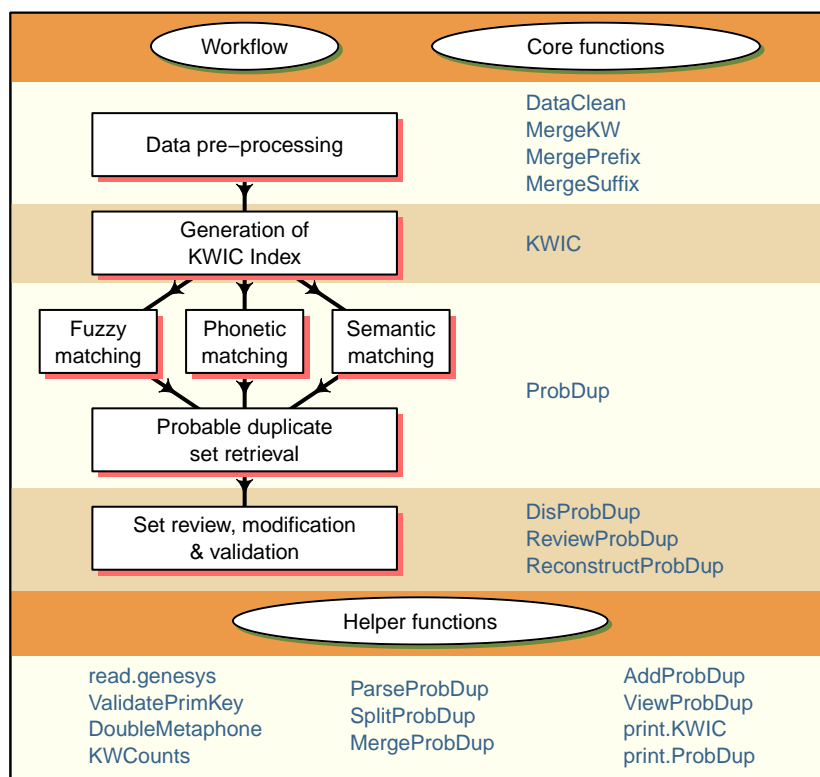 Workflow
Core functions
Data pre−processing
DataClean
MergeKW
MergePrefix
MergeSuffix
Generation of
KWIC Index
KWIC
Fuzzy
matching
Phonetic
matching
Semantic
matching
ProbDup
Probable duplicate
set retrieval
Set review, modification
& validation
DisProbDup
ReviewProbDup
ReconstructProbDup
Helper functions
read.genesys
ValidatePrimKey
DoubleMetaphone
KWCounts
ParseProbDup
SplitProbDup
MergeProbDup
AddProbDup
ViewProbDup
print.KWIC
print.ProbDup